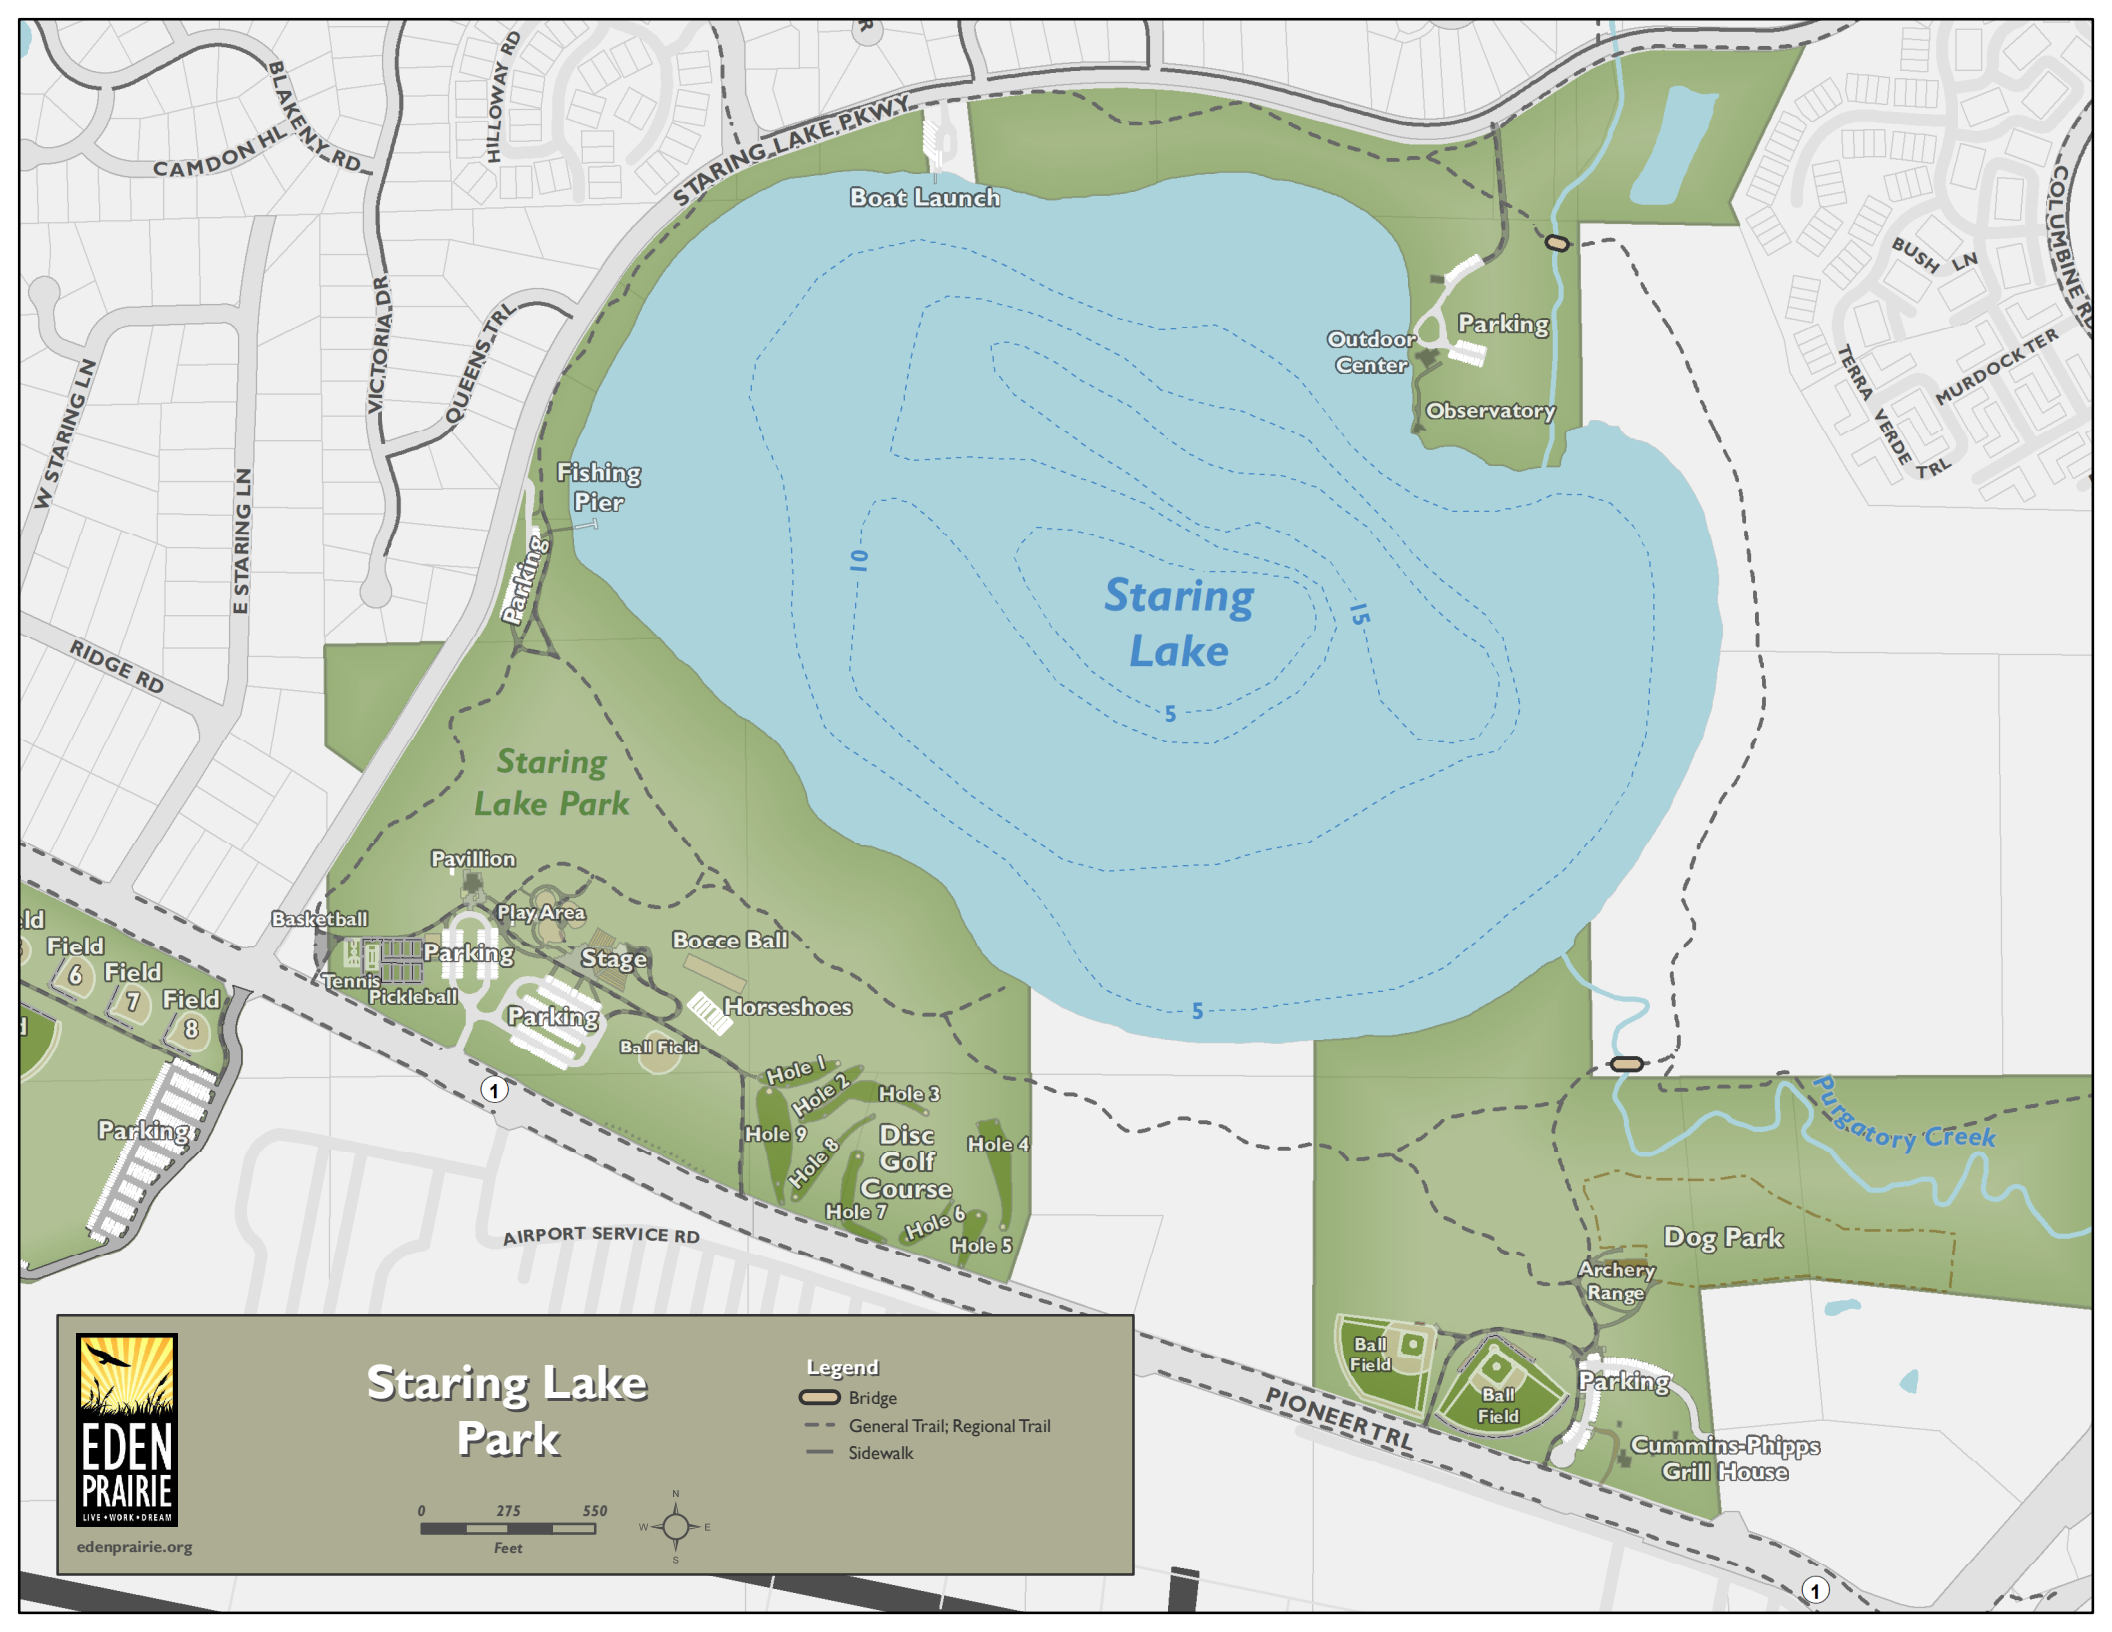 BLAKENY RD
CAMDON HL
HILLOWAY RD
R
STARING LAKE PKWY
Boat Launch
COLUMBINE RD
BUSH LN
MURDOCK TER
TERRA VERDE TRL
VICTORIA DR
QUEENS TRL
W STARING LN
E STARING LN
RIDGE RD
Parking
Outdoor
Center
Observatory
Fishing
Pier
Parking
10
15
Staring
Lake
5
5
Staring
Lake Park
Pavillion
Basketball
Play Area
Parking
Stage
Bocce Ball
Tennis
Pickleball
Parking
Horseshoes
Ball Field
ld
Field
6
Field
7
Field
8
d
Parking
1
Hole 1
Hole 2
Hole 3
Hole 9
Hole 8
Disc
Golf
Course
Hole 4
Hole 7
Hole 6
Hole 5
AIRPORT SERVICE RD
Purgatory Creek
Dog Park
Archery
Range
Ball
Field
Ball
Field
Parking
PIONEER TRL
Cummins-Phipps
Grill House
1
EDEN
PRAIRIE
LIVE • WORK • DREAM
edenprairie.org
Staring Lake
Park
0 275 550
Feet
N
W E
S
Legend
Bridge
General Trail; Regional Trail
Sidewalk